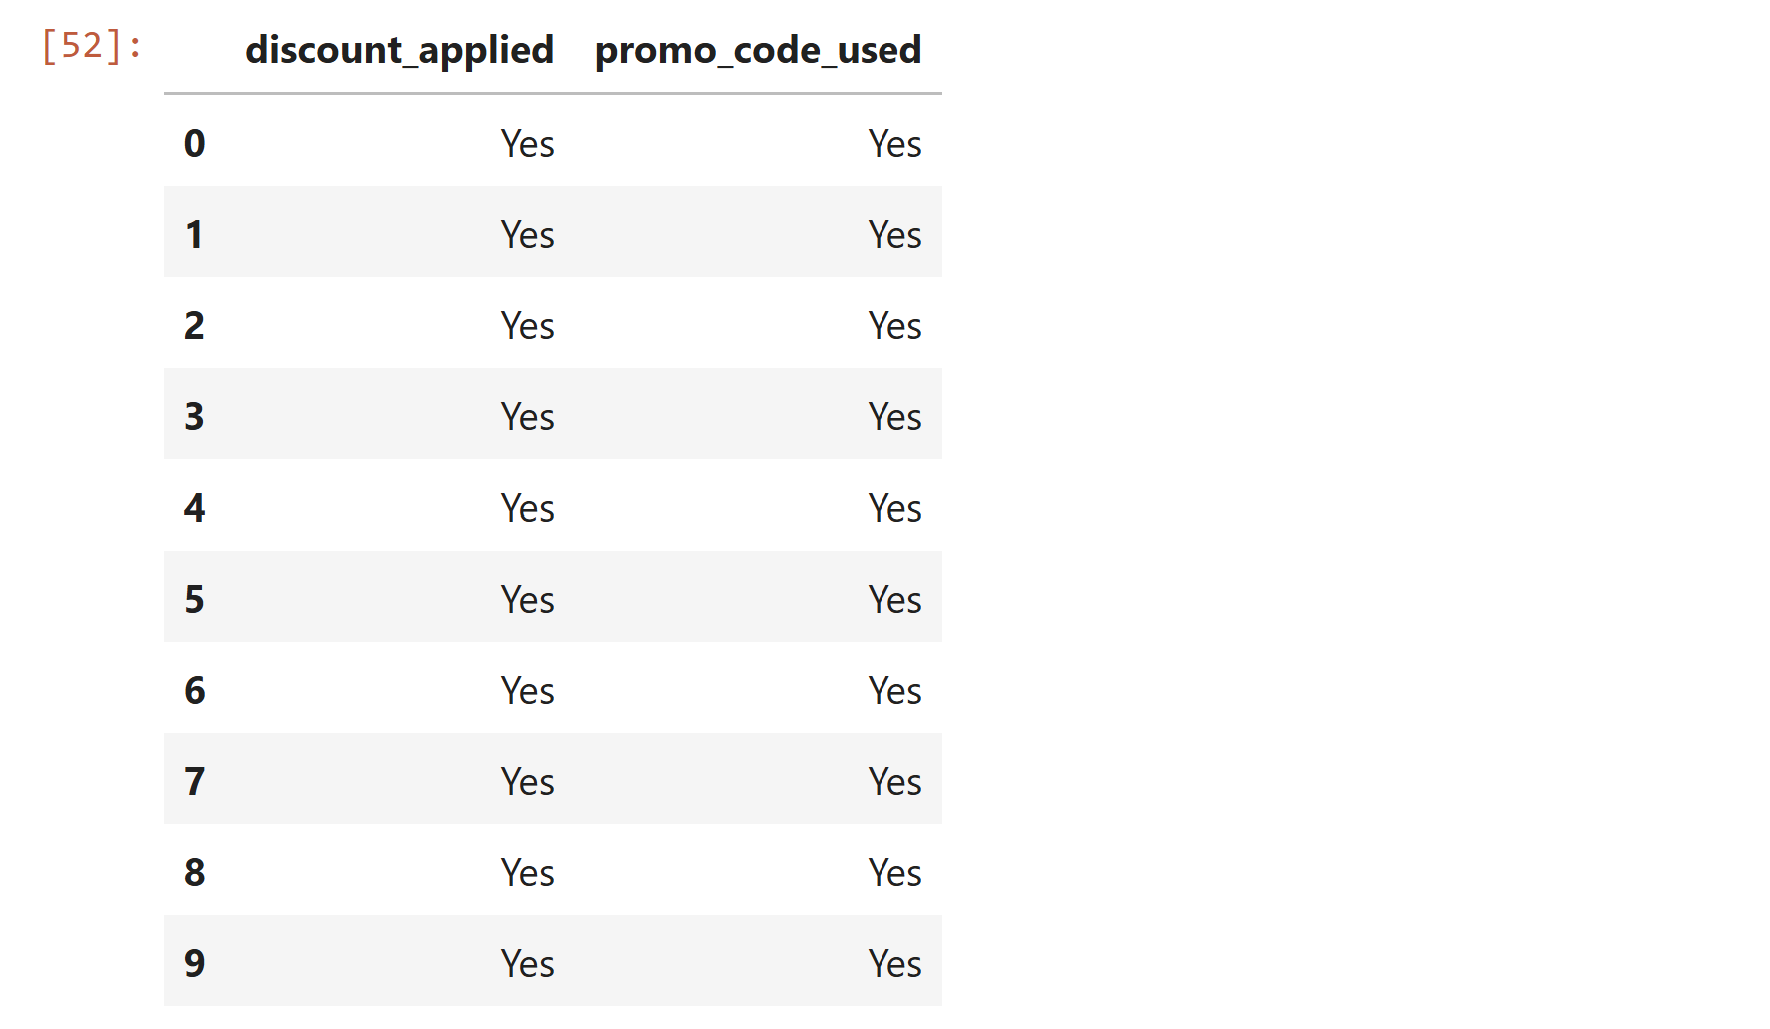 [52]: discount_applied promo_code_used
0 Yes Yes
1 Yes Yes
2 Yes Yes
3 Yes Yes
4 Yes Yes
5 Yes Yes
6 Yes Yes
7 Yes Yes
8 Yes Yes
9 Yes Yes